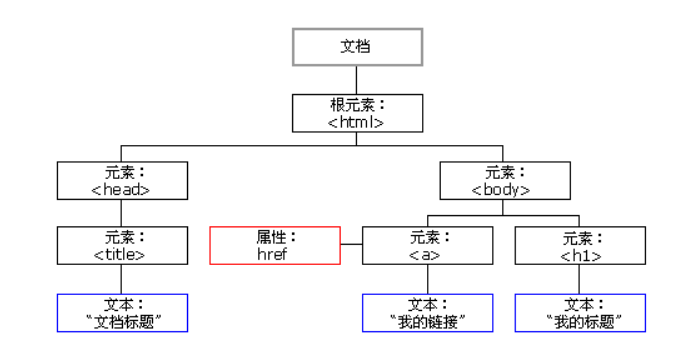 文档
根元素：
<html>
元素：
<head>
元素：
<body>
元素：
<title>
属性：
href
元素：
<a>
元素：
<h1>
文本：
“文档标题”
文本：
“我的链接”
文本：
“我的标题”